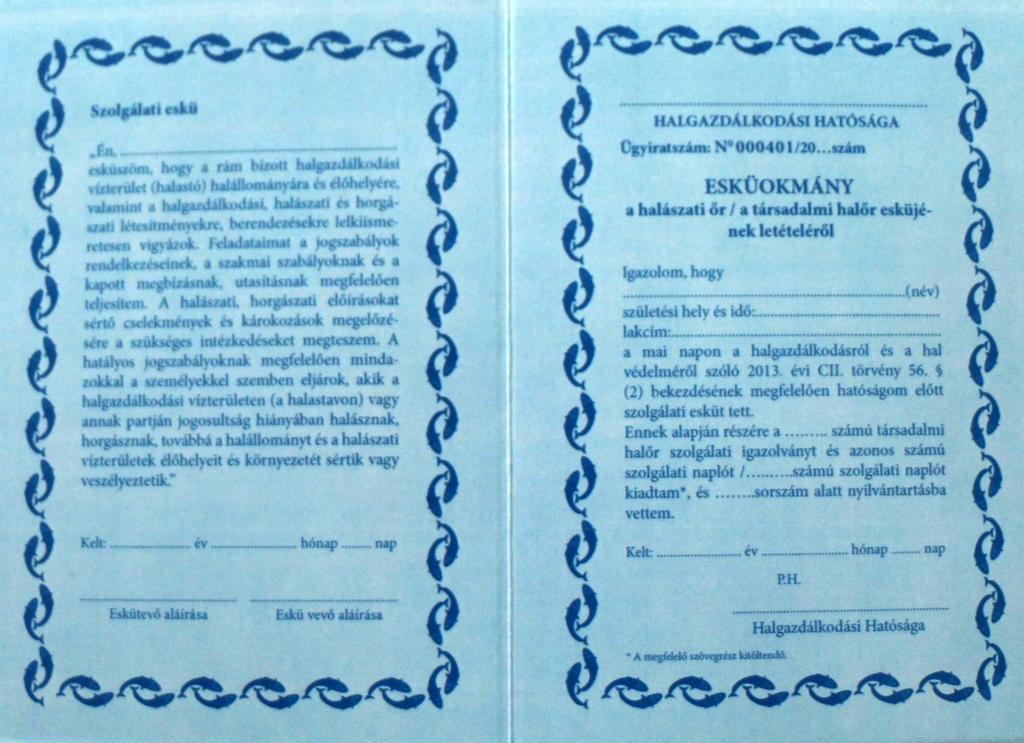 Szolgálati eskü
„Én, ..........
esküszöm, hogy a rám bízott halgazdálkodási
vízterület (halastó) halállományára és élőhelyére,
valamint a halgazdálkodási, halászati és horgá-
szati létesítményekre, berendezésekre lelkiisme-
retesen vigyázok. Feladataimat a jogszabályok
rendelkezéseinek, a szakmai szabályoknak és a
kapott megbízásnak, utasításnak megfelelően
teljesítem. A halászati, horgászati előírásokat
sértő cselekmények és károkozások megelőzé-
sére a szükséges intézkedéseket megteszem. A
hatályos jogszabályoknak megfelelően minda-
zokkal a személyekkel szemben eljárok, akik a
halgazdálkodási vízterületen (a halastavon) vagy
annak partján jogosultság hiányában halásznak,
horgásznak, továbbá a halállományt és a halászati
vízterületek élőhelyeit és környezetét sértik vagy
veszélyeztetik."
Kelt: .......... év .......... hónap ........ nap
Eskütevő aláírása Eskü vevő aláírása
HALGAZDÁLKODÁSI HATÓSÁGA
Ügyiratszám: Nº 000401/20...szám
ESKÜOKMÁNY
a halászati őr / a társadalmi halőr esküjé-
nek letételéről
Igazolom, hogy
..........(név)
születési hely és idő:..........
lakcím:..........
a mai napon a halgazdálkodásról és a hal
védelméről szóló 2013. évi CII. törvény 56. §
(2) bekezdésének megfelelően hatóságom előtt
szolgálati esküt tett.
Ennek alapján részére a ......... számú társadalmi
halőr szolgálati igazolványt és azonos számú
szolgálati naplót /..........számú szolgálati naplót
kiadtam*, és ........sorszám alatt nyilvántartásba
vettem.
Kelt: .......... év .......... hónap ........ nap
P.H.
Halgazdálkodási Hatósága
* A megfelelő szövegrész kitöltendő.